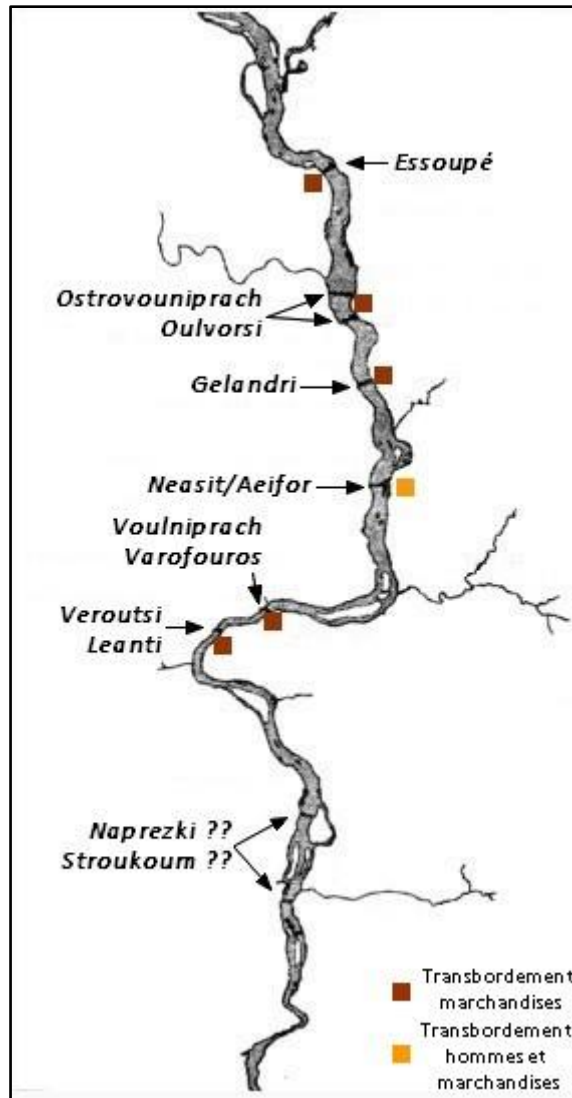 Essoupé
Ostrovouniprach
Oulvorsi
Gelandri
Neasit/Aeifor
Voulniprach
Varofouros
Veroutsi
Leanti
Naprezki ??
Stroukoum ??
Transbordement
marchandises
Transbordement
hommes et
marchandises